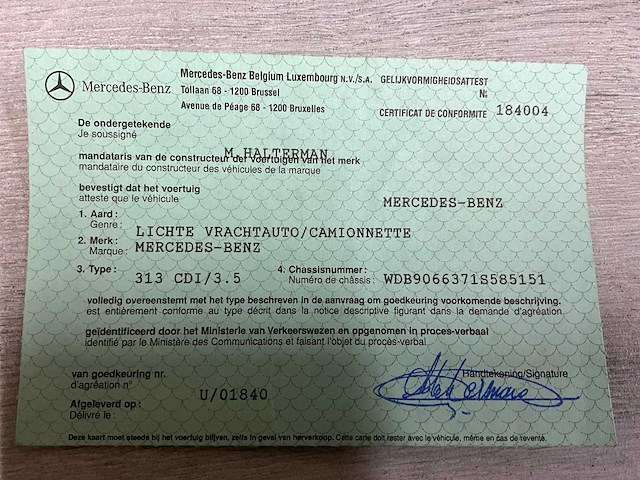 Mercedes-Benz
Mercedes-Benz Belgium Luxembourg N.V./S.A.
Tollaan 68 - 1200 Brussel
Avenue de Péage 68 - 1200 Bruxelles
GELIJKVORMIGHEIDSATTEST
№
CERTIFICAT DE CONFORMITE 184004
De ondergetekende
Je soussigné
M.HALTERMAN
mandataris van de constructeur der voertuigen van het merk
mandataire du constructeur des véhicules de la marque
bevestigt dat het voertuig
atteste que le véhicule
MERCEDES-BENZ
1. Aard :
Genre :
LICHTE VRACHTAUTO/CAMIONNETTE
2. Merk :
Marque :
MERCEDES-BENZ
3. Type :
313 CDI/3.5
4. Chassisnummer :
Numéro de châssis :
WDB9066371S585151
volledig overeenstemt met het type beschreven in de aanvraag om goedkeuring voorkomende beschrijving.
est entièrement conforme au type décrit dans la notice descriptive figurant dans la demande d'agréation
geïdentificeerd door het Ministerie van Verkeerswezen en opgenomen in proces-verbaal
identifié par le Ministère des Communications et faisant l'objet du procès-verbal
van goedkeuring nr.
d'agréation n°
U/01840
Handtekening/Signature
Afgeleverd op :
Délivré le :
Deze kaart moet steeds bij het voertuig blijven, zelfs in geval van herverkoop. Cette carte doit rester avec le véhicule, même en cas de revente.